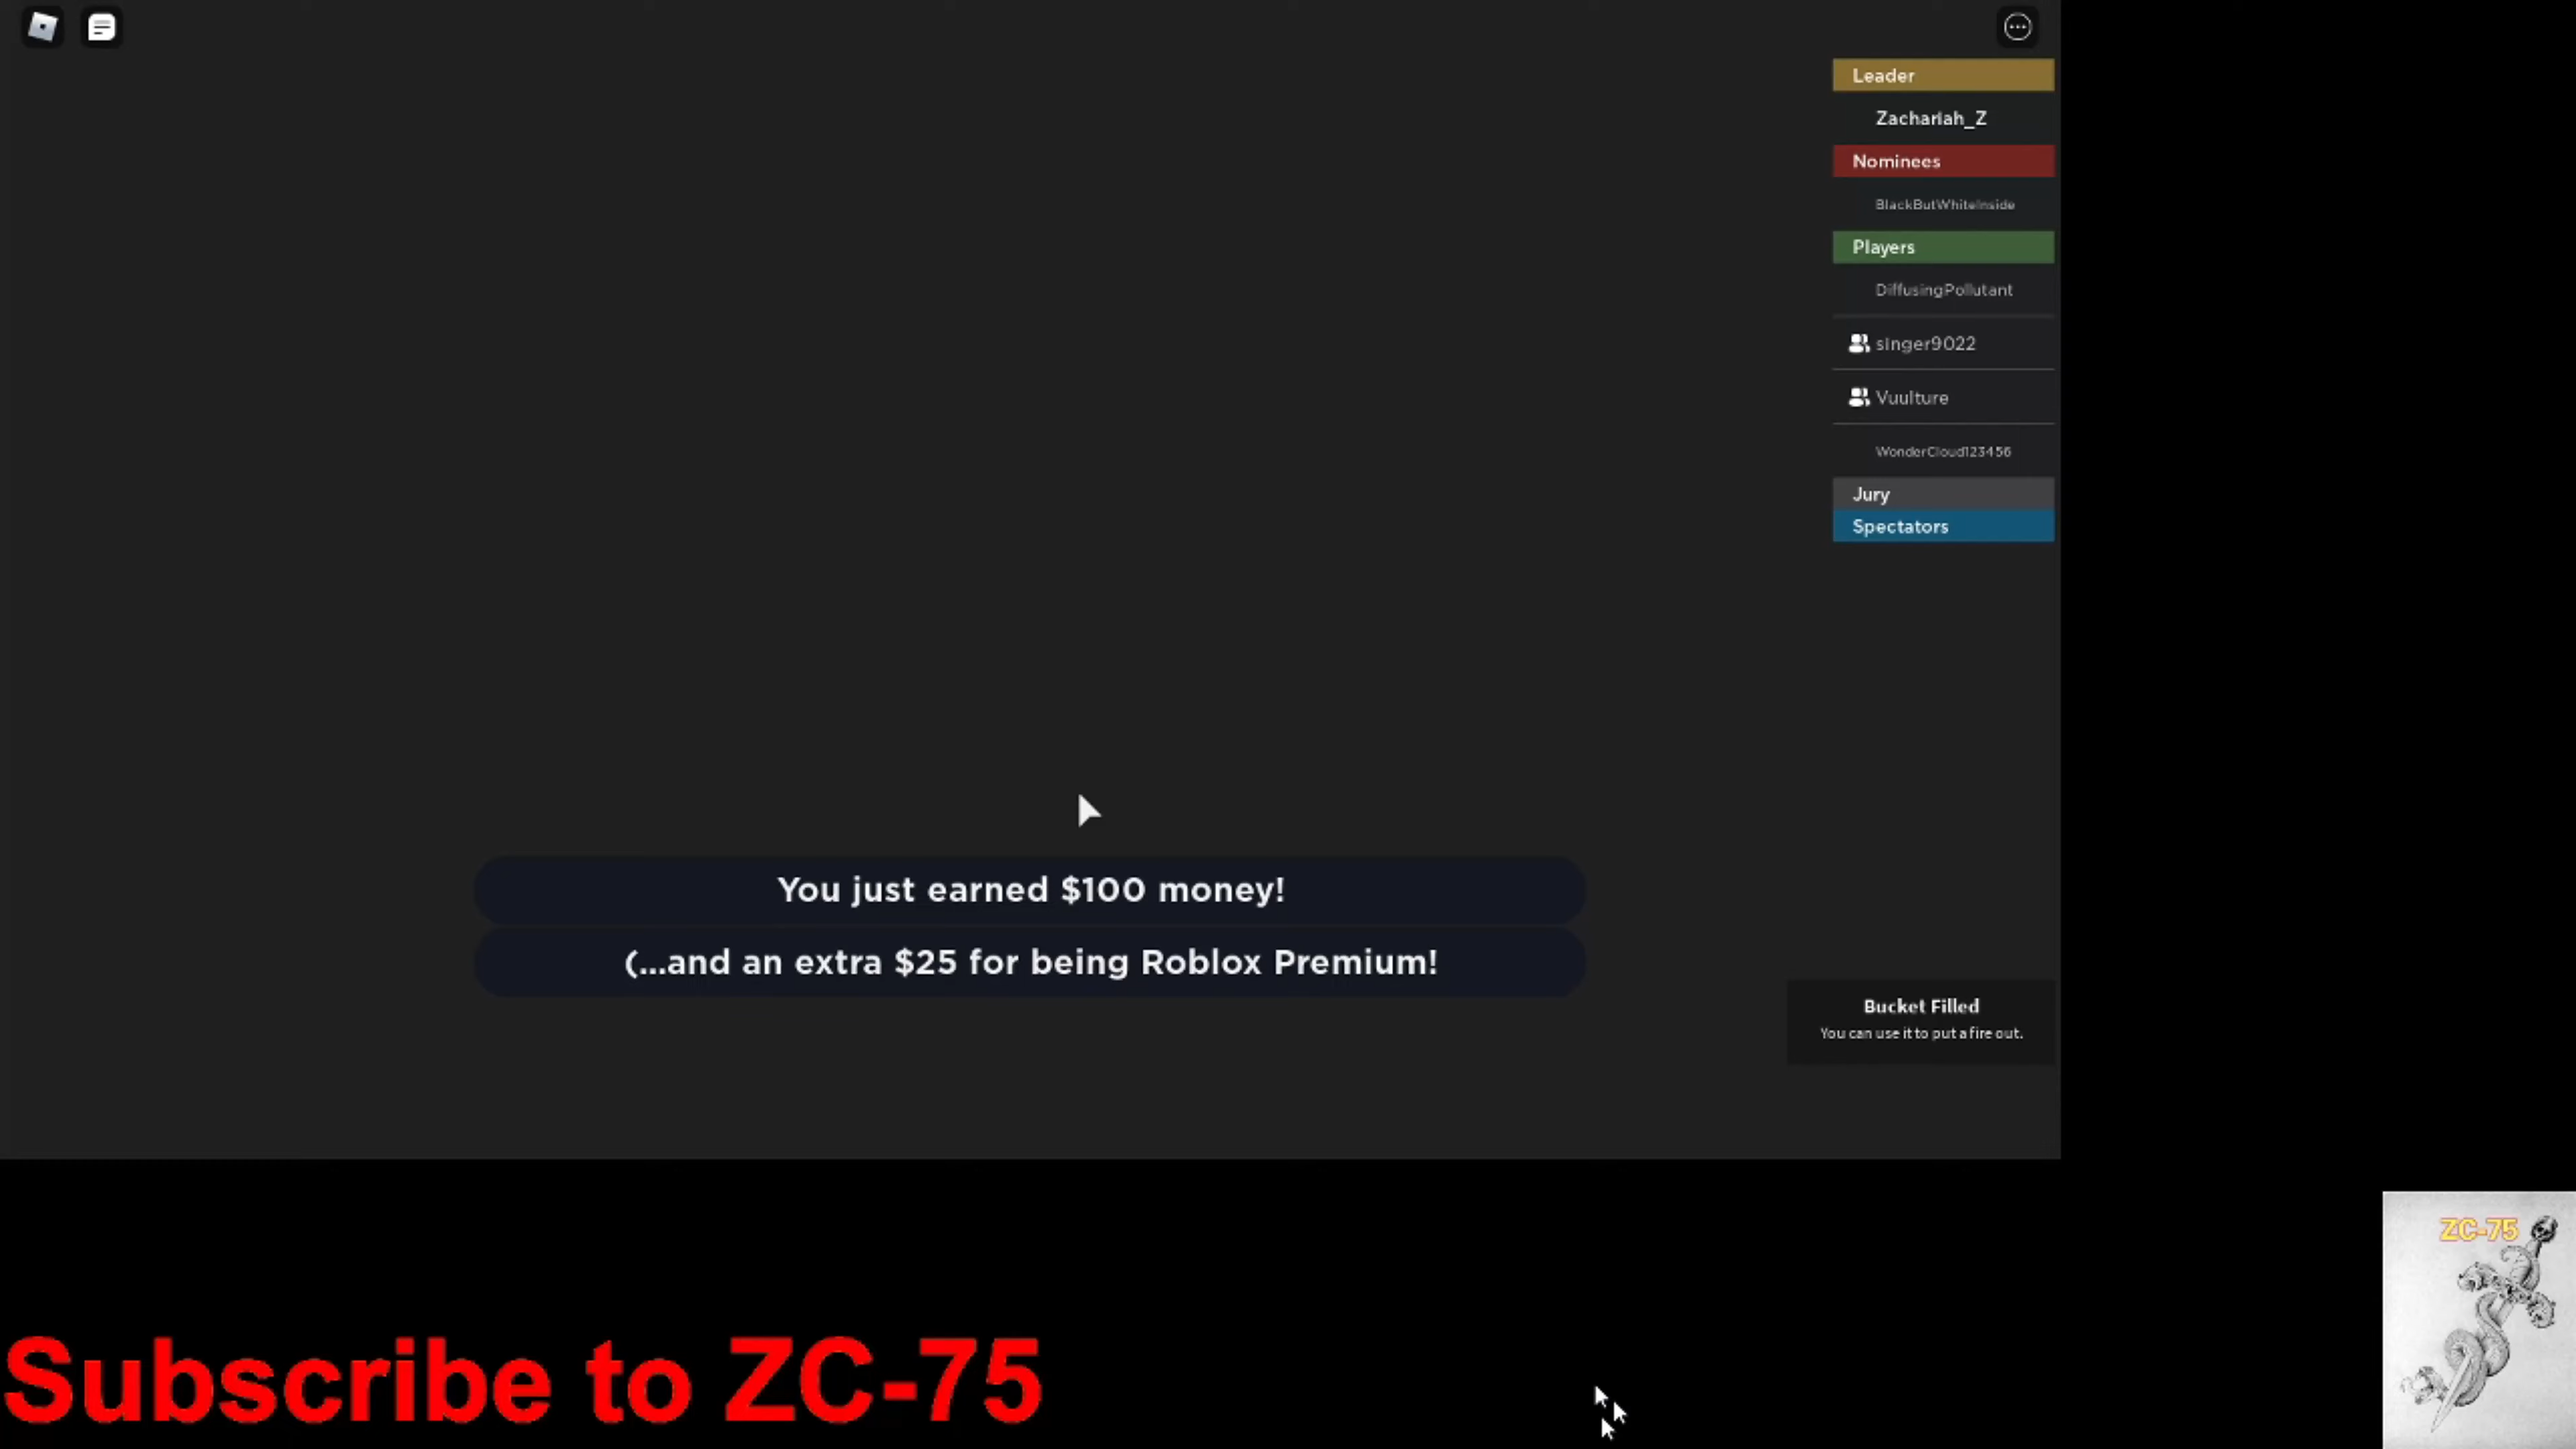 Leader
Zachariah_Z
Nominees
BlackButWhiteInside
Players
DiffusingPollutant
singer9022
Vuulture
WonderCloud123456
Jury
Spectators
You just earned $100 money!
(...and an extra $25 for being Roblox Premium!
Bucket Filled
You can use it to put a fire out.
ZC-75
Subscribe to ZC-75